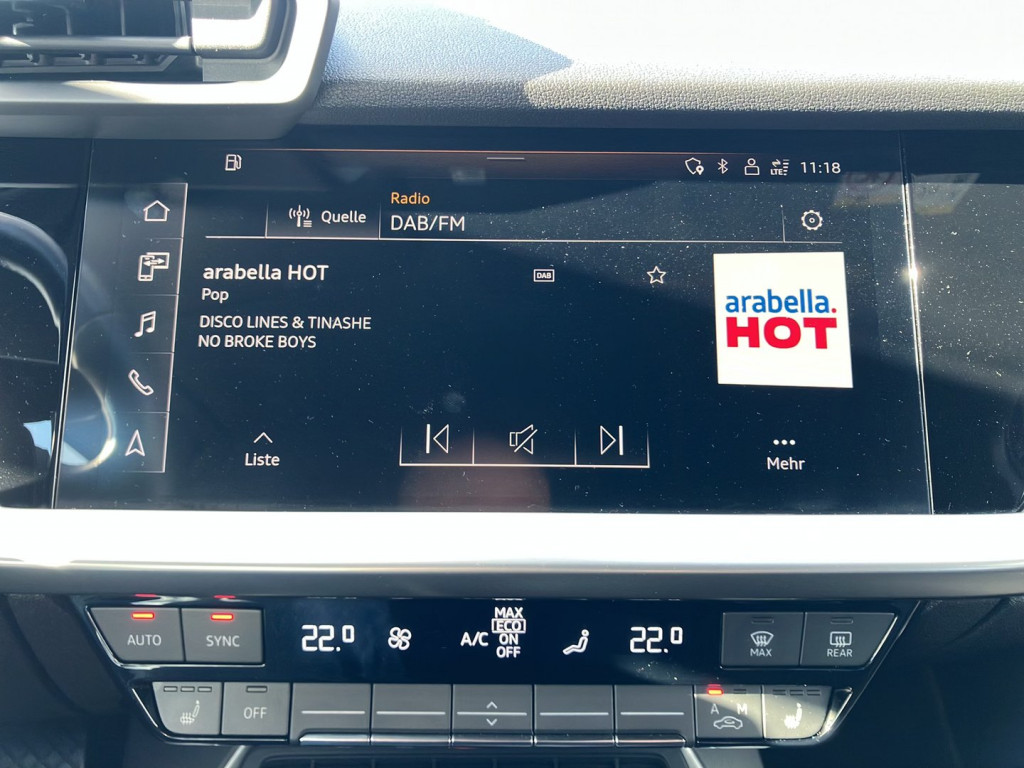 LTE 11:18
Radio
Quelle DAB/FM
arabella HOT DAB
Pop
DISCO LINES & TINASHE
NO BROKE BOYS
arabella.
HOT
Liste Mehr
AUTO SYNC 22.0 A/C MAX ECO ON OFF 22.0 MAX REAR
OFF A M